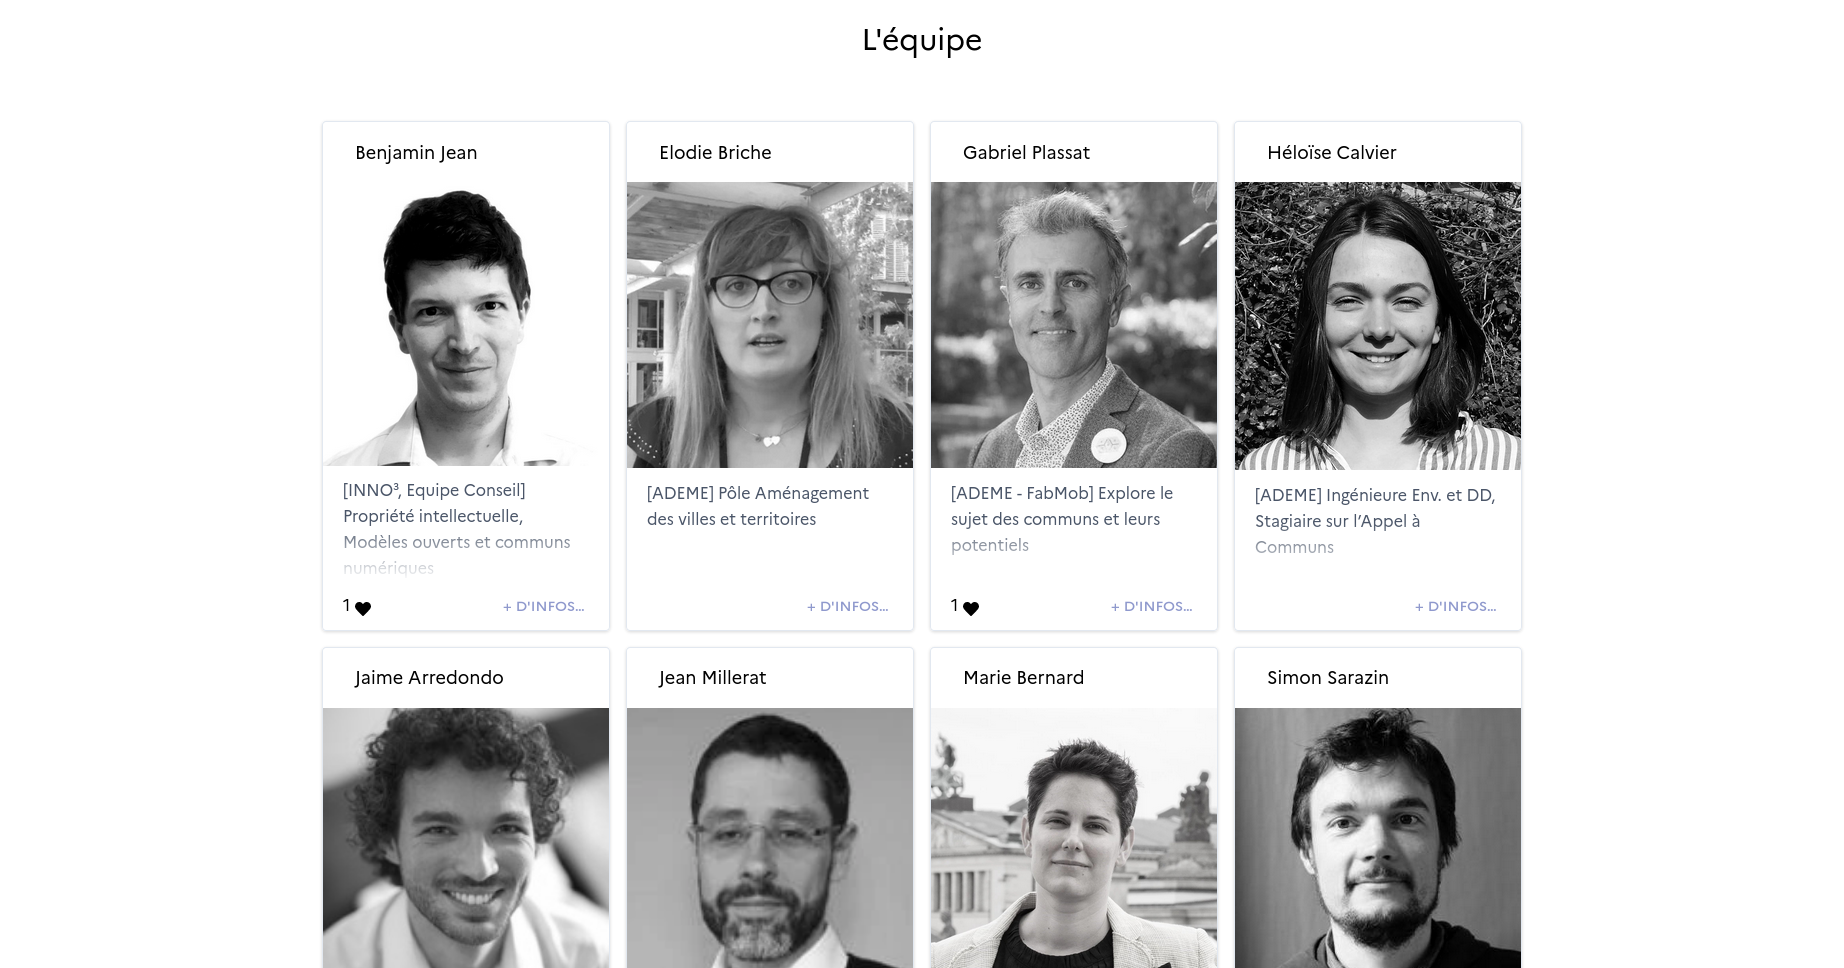 L'équipe
Benjamin Jean
[INNO³, Equipe Conseil]
Propriété intellectuelle,
Modèles ouverts et communs
numériques
1
+ D'INFOS...
Elodie Briche
[ADEME] Pôle Aménagement
des villes et territoires
+ D'INFOS...
Gabriel Plassat
[ADEME - FabMob] Explore le
sujet des communs et leurs
potentiels
1
+ D'INFOS...
Héloïse Calvier
[ADEME] Ingénieure Env. et DD,
Stagiaire sur l’Appel à
Communs
+ D'INFOS...
Jaime Arredondo
Jean Millerat
Marie Bernard
Simon Sarazin